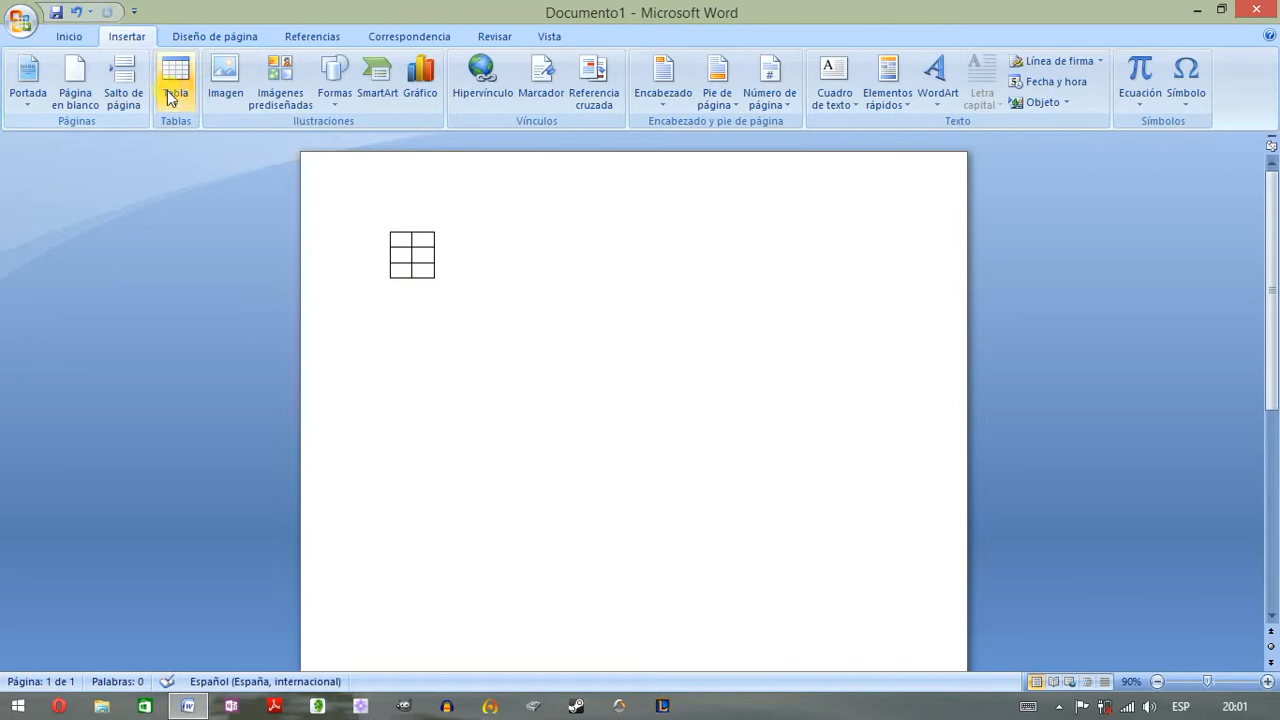 Documento1 - Microsoft Word
Inicio Insertar Diseño de página Referencias Correspondencia Revisar Vista
Portada
Página en blanco
Salto de página
Páginas
Tablas
Imagen
Imágenes prediseñadas
Formas
SmartArt
Gráfico
Ilustraciones
Hipervínculo
Marcador
Referencia cruzada
Vínculos
Encabezado
Pie de página
Número de página
Encabezado y pie de página
Cuadro de texto
Elementos rápidos
WordArt
Letra capital
Línea de firma
Fecha y hora
Objeto
Texto
Ecuación
Símbolo
Símbolos
Página: 1 de 1 Palabras: 0 Español (España, internacional) 90%
ESP 20:01